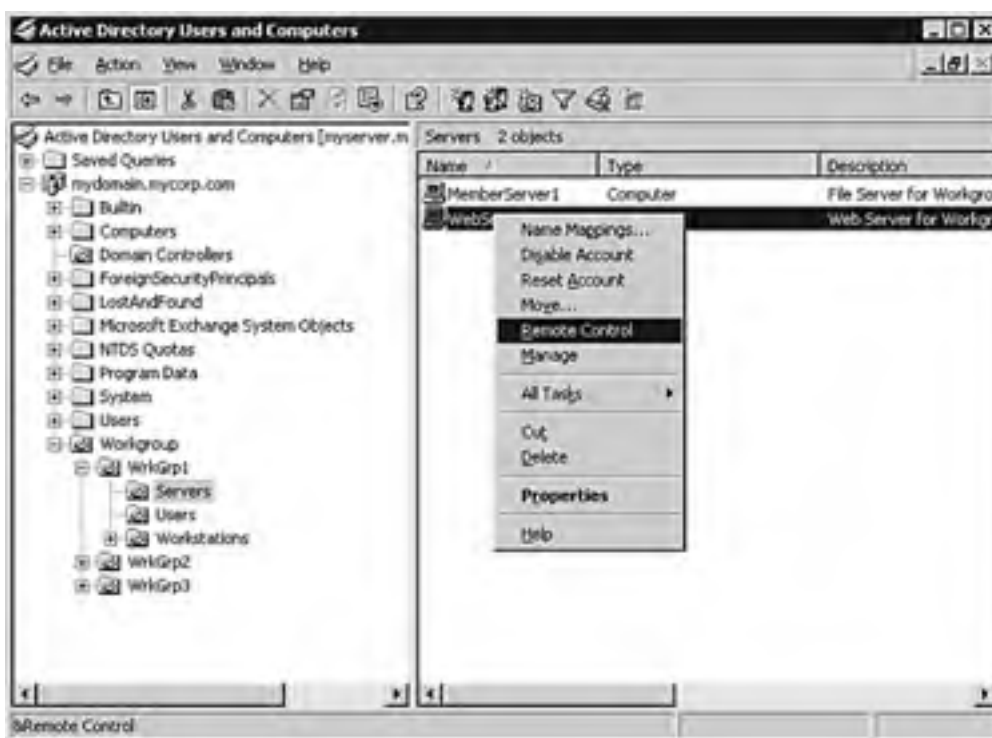 Active Directory Users and Computers
File Action View Window Help
Active Directory Users and Computers [myserver.m
Servers 2 objects
Saved Queries
mydomain.mycorp.com
Builtin
Computers
Domain Controllers
ForeignSecurityPrincipals
LostAndFound
Microsoft Exchange System Objects
NTDS Quotas
Program Data
System
Users
Workgroup
WrkGrp1
Servers
Users
Workstations
WrkGrp2
WrkGrp3
Name Type Description
MemberServer1 Computer File Server for Workgro
WebS Web Server for Workgr
Name Mappings...
Disable Account
Reset Account
Move...
Remote Control
Manage
All Tasks
Cut
Delete
Properties
Help
&Remote Control